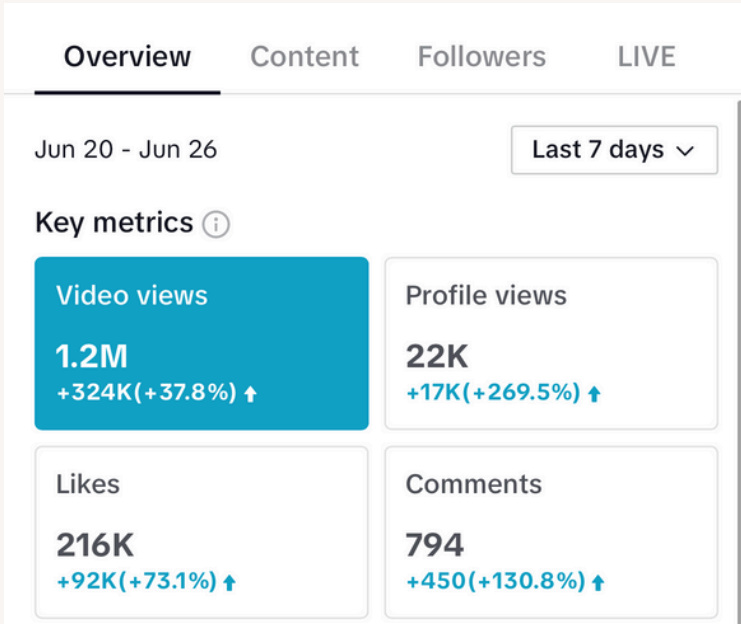 Overview Content Followers LIVE
Jun 20 - Jun 26 Last 7 days
Key metrics
Video views
1.2M
+324K(+37.8%)
Profile views
22K
+17K(+269.5%)
Likes
216K
+92K(+73.1%)
Comments
794
+450(+130.8%)